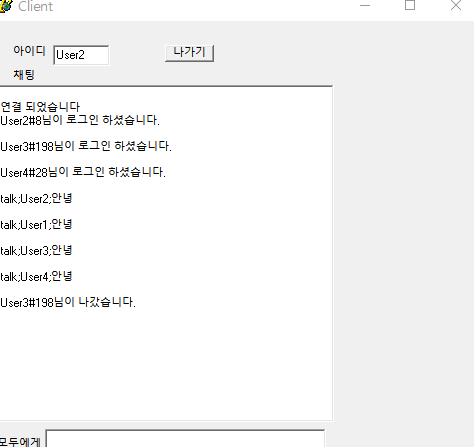 Client
아이디 User2 나가기
채팅
연결 되었습니다
User2#8님이 로그인 하셨습니다.
User3#198님이 로그인 하셨습니다.
User4#28님이 로그인 하셨습니다.
talk;User2;안녕
talk;User1;안녕
talk;User3;안녕
talk;User4;안녕
User3#198님이 나갔습니다.
모두에게